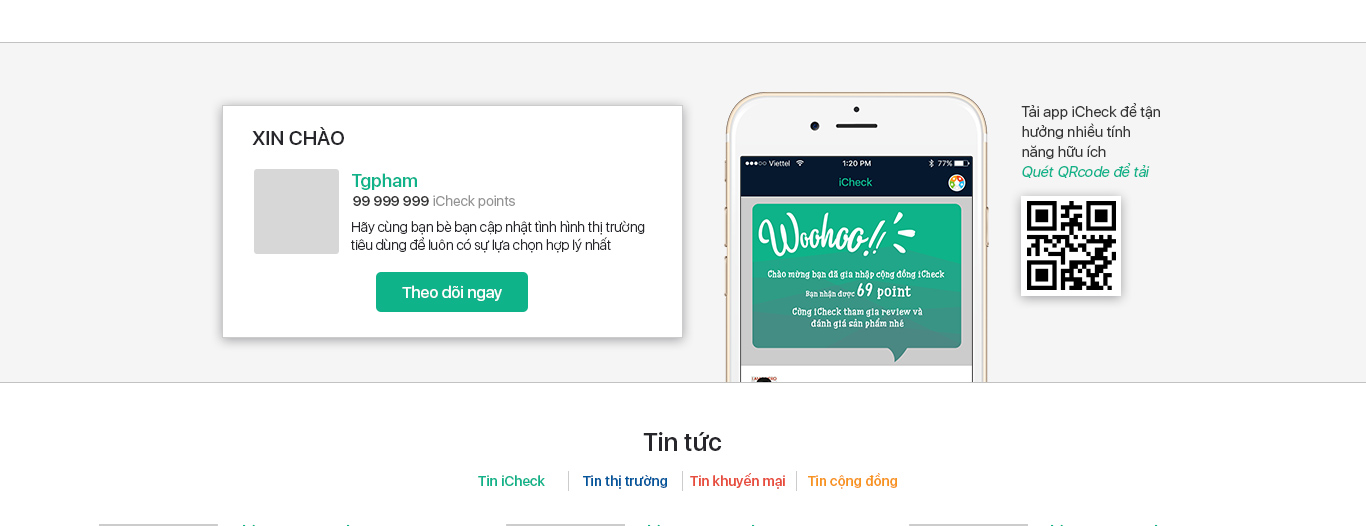 XIN CHÀO
Tgpham
99 999 999 iCheck points
Hãy cùng bạn bè bạn cập nhật tình hình thị trường
tiêu dùng để luôn có sự lựa chọn hợp lý nhất
Theo dõi ngay
Viettel 1:20 PM 77%
iCheck
Woohoo!!
Chào mừng bạn đã gia nhập cộng đồng iCheck
Bạn nhận được 69 point
Cùng iCheck tham gia review và
đánh giá sản phẩm nhé
Tải app iCheck để tận
hưởng nhiều tính
năng hữu ích
Quét QRcode để tải
Tin tức
Tin iCheck
Tin thị trường
Tin khuyến mại
Tin cộng đồng